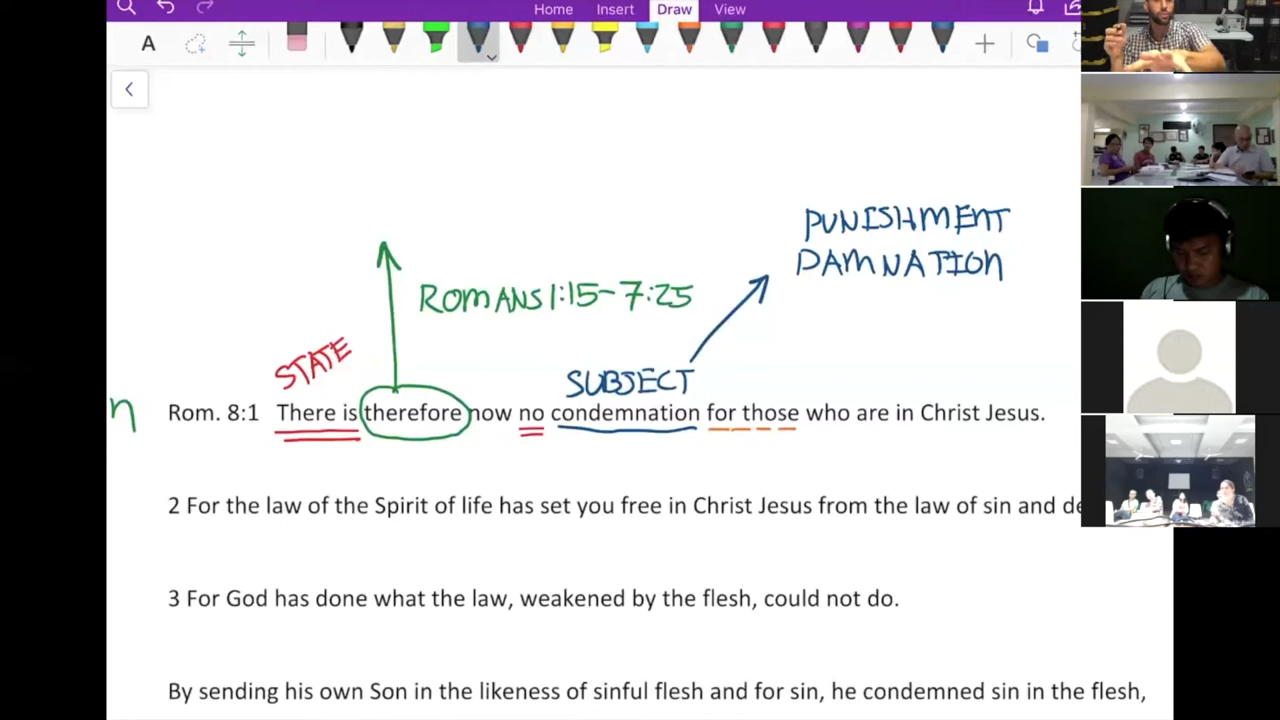 Home Insert Draw View
A
PUNISHMENT
DAMNATION
ROMANS 1:15-7:25
STATE
SUBJECT
n Rom. 8:1 There is therefore now no condemnation for those who are in Christ Jesus.
2 For the law of the Spirit of life has set you free in Christ Jesus from the law of sin and de
3 For God has done what the law, weakened by the flesh, could not do.
By sending his own Son in the likeness of sinful flesh and for sin, he condemned sin in the flesh,